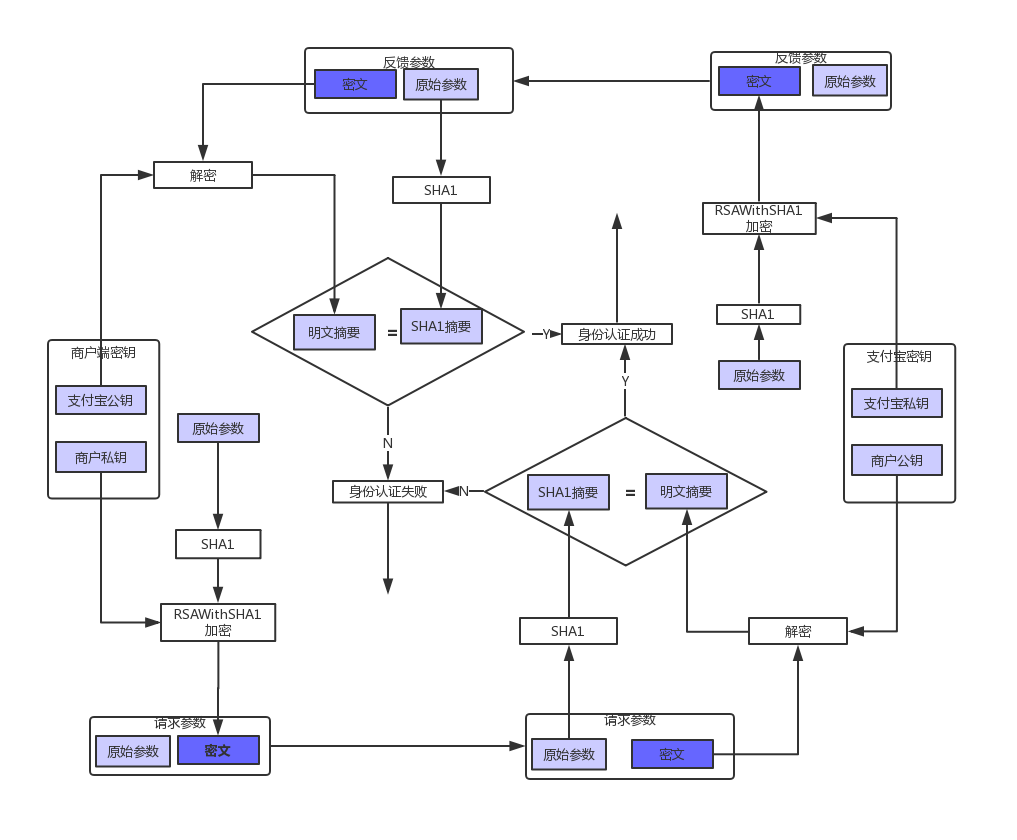 反馈参数
密文
原始参数
反馈参数
密文
原始参数
解密
SHA1
RSAWithSHA1
加密
明文摘要
=
SHA1摘要
Y
身份认证成功
SHA1
原始参数
商户端密钥
支付宝公钥
商户私钥
原始参数
支付宝密钥
支付宝私钥
商户公钥
Y
N
身份认证失败
N
SHA1摘要
=
明文摘要
SHA1
RSAWithSHA1
加密
SHA1
解密
请求参数
原始参数
密文
请求参数
原始参数
密文